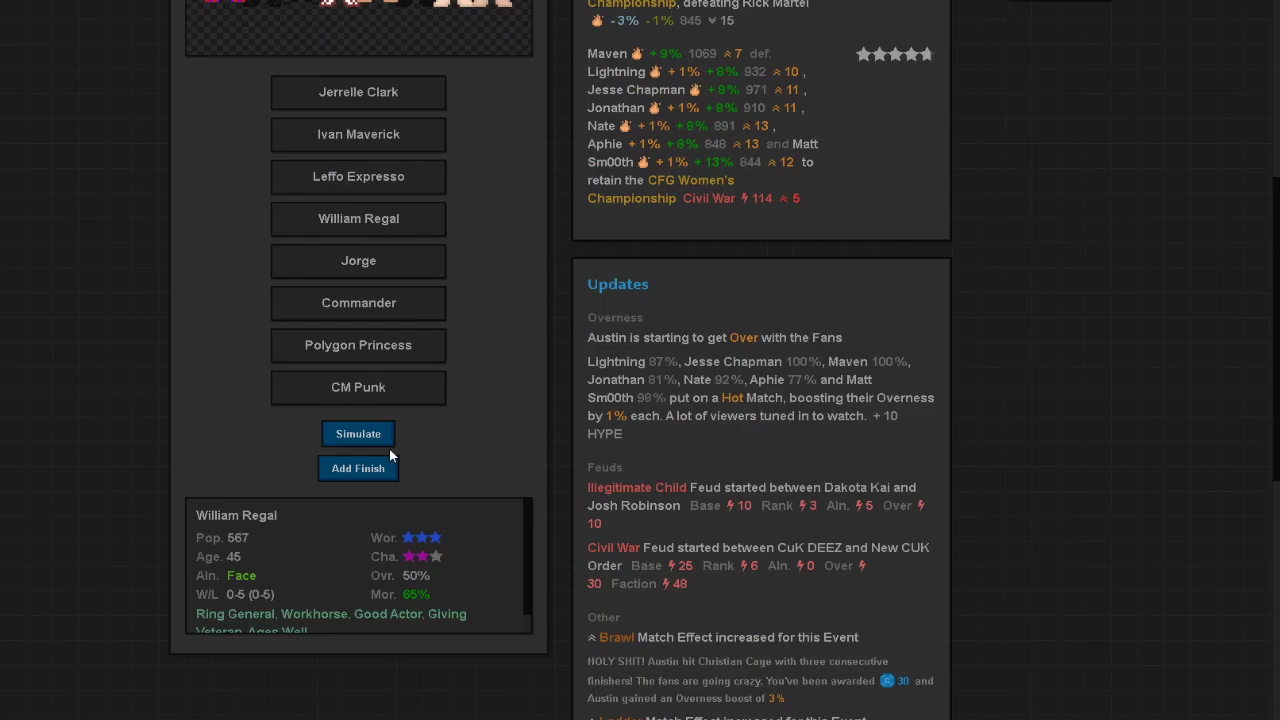 Jerrelle Clark
Ivan Maverick
Leffo Expresso
William Regal
Jorge
Commander
Polygon Princess
CM Punk
Simulate
Add Finish
William Regal
Pop. 567 Wor.
Age. 45 Cha.
Aln. Face Ovr. 50%
W/L 0-5 (0-5) Mor. 65%
Ring General, Workhorse, Good Actor, Giving
Veteran, Ages Well
Championship, defeating Rick Martel
- 3% - 1% 845 15
Maven + 9% 1069 7 def.
Lightning + 1% + 8% 932 10 ,
Jesse Chapman + 8% 971 11 ,
Jonathan + 1% + 8% 910 11 ,
Nate + 1% + 8% 891 13 ,
Aphie + 1% + 8% 848 13 and Matt
Sm00th + 1% + 13% 844 12 to
retain the CFG Women's
Championship Civil War 114 5
Updates
Overness
Austin is starting to get Over with the Fans
Lightning 87%, Jesse Chapman 100%, Maven 100%,
Jonathan 81%, Nate 92%, Aphie 77% and Matt
Sm00th 98% put on a Hot Match, boosting their Overness
by 1% each. A lot of viewers tuned in to watch. + 10
HYPE
Feuds
Illegitimate Child Feud started between Dakota Kai and
Josh Robinson Base 10 Rank 3 Aln. 5 Over
10
Civil War Feud started between CuK DEEZ and New CUK
Order Base 25 Rank 6 Aln. 0 Over
30 Faction 48
Other
Brawl Match Effect increased for this Event
HOLY SHIT! Austin hit Christian Cage with three consecutive
finishers! The fans are going crazy. You've been awarded 30 and
Austin gained an Overness boost of 3%
Ladder Match Effect increased for this Event